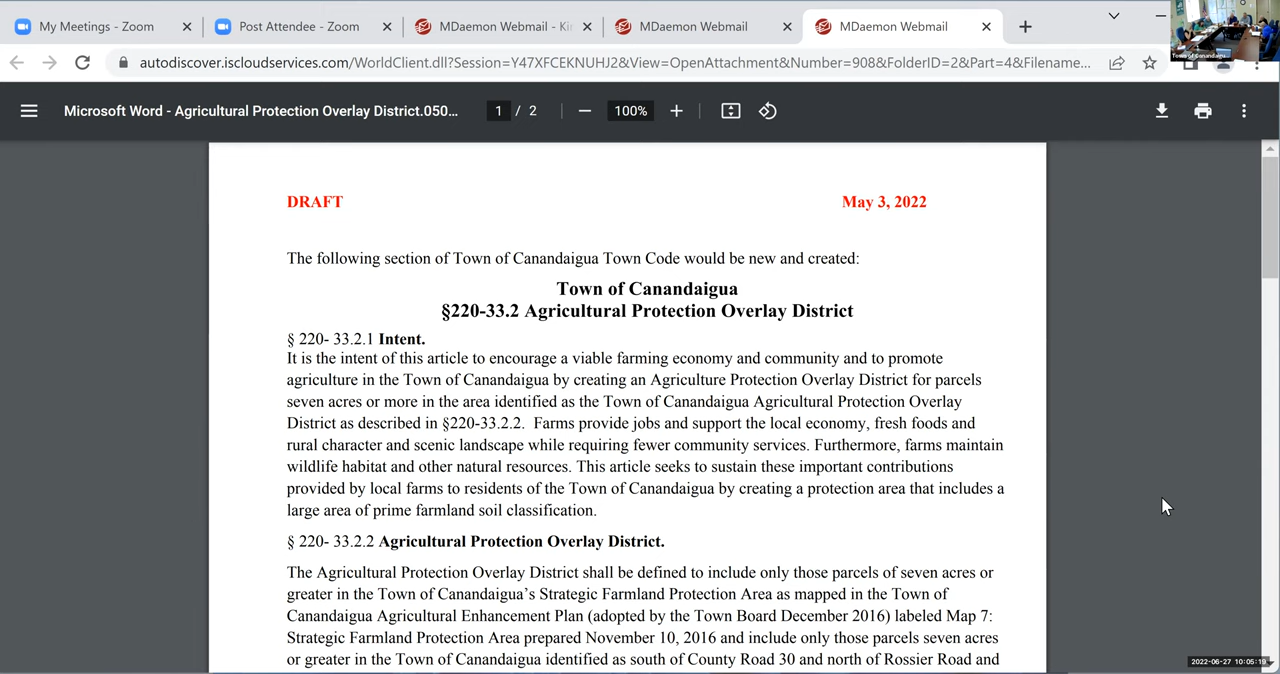 My Meetings - Zoom
Post Attendee - Zoom
MDaemon Webmail - Kin
MDaemon Webmail
MDaemon Webmail
Town of Canandaigua
autodiscover.iscloudservices.com/WorldClient.dll?Session=Y47XFCEKNUHJ2&View=OpenAttachment&Number=908&FolderID=2&Part=4&Filename...
Microsoft Word - Agricultural Protection Overlay District.050... 1 / 2 100%
DRAFT May 3, 2022
The following section of Town of Canandaigua Town Code would be new and created:
Town of Canandaigua
§220-33.2 Agricultural Protection Overlay District
§ 220- 33.2.1 Intent.
It is the intent of this article to encourage a viable farming economy and community and to promote
agriculture in the Town of Canandaigua by creating an Agriculture Protection Overlay District for parcels
seven acres or more in the area identified as the Town of Canandaigua Agricultural Protection Overlay
District as described in §220-33.2.2.  Farms provide jobs and support the local economy, fresh foods and
rural character and scenic landscape while requiring fewer community services. Furthermore, farms maintain
wildlife habitat and other natural resources. This article seeks to sustain these important contributions
provided by local farms to residents of the Town of Canandaigua by creating a protection area that includes a
large area of prime farmland soil classification.
§ 220- 33.2.2 Agricultural Protection Overlay District.
The Agricultural Protection Overlay District shall be defined to include only those parcels of seven acres or
greater in the Town of Canandaigua’s Strategic Farmland Protection Area as mapped in the Town of
Canandaigua Agricultural Enhancement Plan (adopted by the Town Board December 2016) labeled Map 7:
Strategic Farmland Protection Area prepared November 10, 2016 and include only those parcels seven acres
or greater in the Town of Canandaigua identified as south of County Road 30 and north of Rossier Road and
2022-06-27 10:05:19